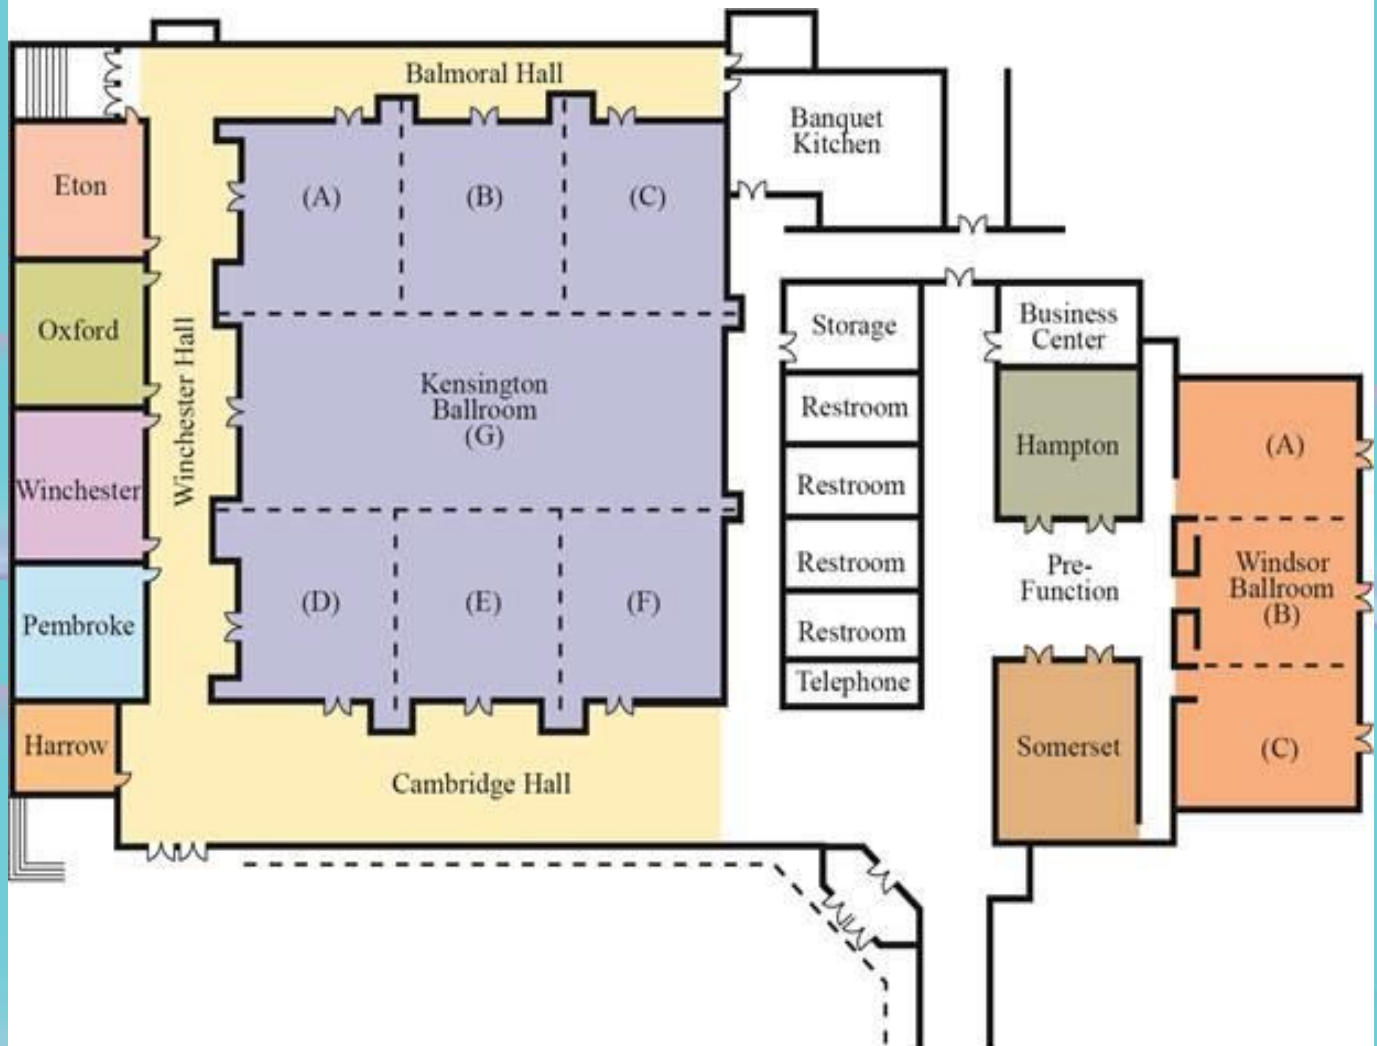 Balmoral Hall
Banquet
Kitchen
Eton
(A)
(B)
(C)
Oxford
Winchester Hall
Storage
Business
Center
Kensington
Ballroom
(G)
Restroom
Hampton
(A)
Winchester
Restroom
Pre-
Function
Windsor
Ballroom
(B)
Restroom
Pembroke
(D)
(E)
(F)
Restroom
Telephone
Harrow
Cambridge Hall
Somerset
(C)